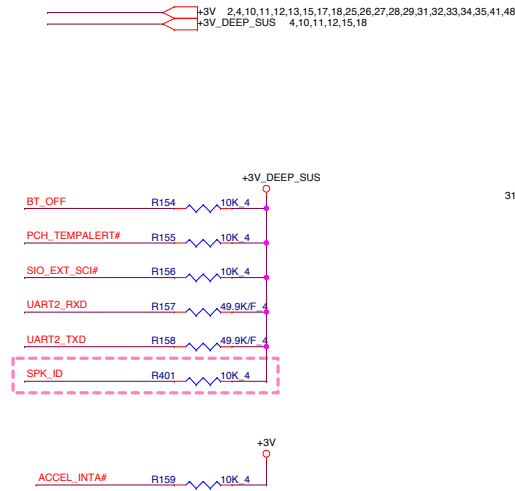 +3V 2,4,10,11,12,13,15,17,18,25,26,27,28,29,31,32,33,34,35,41,48
+3V_DEEP_SUS 4,10,11,12,15,18
+3V_DEEP_SUS
31
BT_OFF R154 10K_4
PCH_TEMPALERT# R155 10K_4
SIO_EXT_SCI# R156 10K_4
UART2_RXD R157 49.9K/F_4
UART2_TXD R158 49.9K/F_4
SPK_ID R401 10K_4
+3V
ACCEL_INTA# R159 10K_4